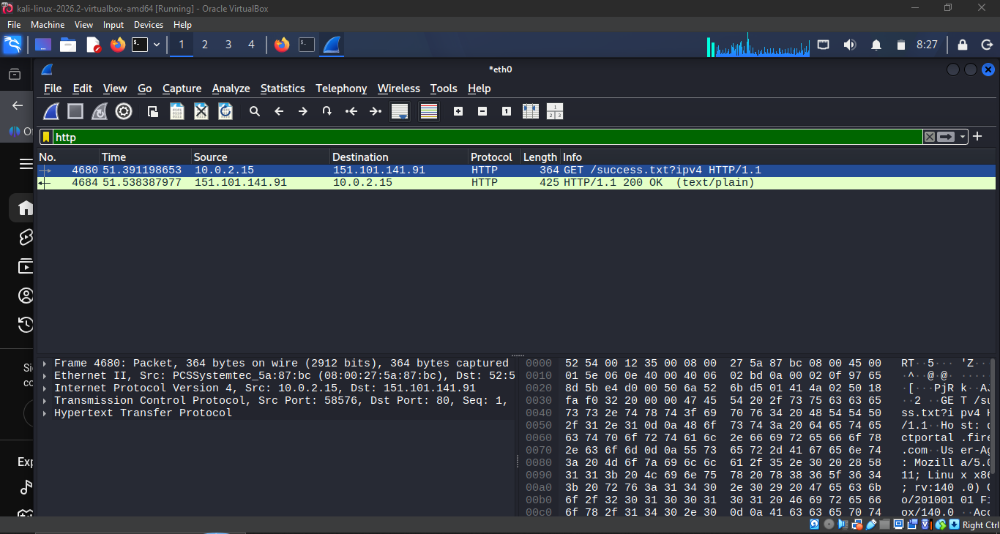 kali-linux-2026.2-virtualbox-amd64 [Running] - Oracle VirtualBox
File Machine View Input Devices Help
1 2 3 4 8:27
*eth0
File Edit View Go Capture Analyze Statistics Telephony Wireless Tools Help
http
No. Time Source Destination Protocol Length Info
4680 51.391198653 10.0.2.15 151.101.141.91 HTTP 364 GET /success.txt?ipv4 HTTP/1.1
4684 51.538387977 151.101.141.91 10.0.2.15 HTTP 425 HTTP/1.1 200 OK (text/plain)
Frame 4680: Packet, 364 bytes on wire (2912 bits), 364 bytes captured
Ethernet II, Src: PCSSystemtec_5a:87:bc (08:00:27:5a:87:bc), Dst: 52:5
Internet Protocol Version 4, Src: 10.0.2.15, Dst: 151.101.141.91
Transmission Control Protocol, Src Port: 58576, Dst Port: 80, Seq: 1,
Hypertext Transfer Protocol
0000 52 54 00 12 35 00 08 00 27 5a 87 bc 08 00 45 00 RT··5··· 'Z····E·
0010 01 5e 06 0e 40 00 40 06 02 bd 0a 00 02 0f 97 65 ·^··@·@· ·····
0020 8d 5b e4 d0 00 50 6a 52 6b d5 01 41 4a 02 50 18 ·[···PjR k··AJ
0030 fa f0 32 20 00 00 47 45 54 20 2f 73 75 63 63 65 ··2 ··GE T /su
0040 73 73 2e 74 78 74 3f 69 70 76 34 20 48 54 54 50 ss.txt?i pv4 H
0050 2f 31 2e 31 0d 0a 48 6f 73 74 3a 20 64 65 74 65 /1.1··Ho st: d
0060 63 74 70 6f 72 74 61 6c 2e 66 69 72 65 66 6f 78 ctportal .fire
0070 2e 63 6f 6d 0d 0a 55 73 65 72 2d 41 67 65 6e 74 .com··Us er-Ag
0080 3a 20 4d 6f 7a 69 6c 6c 61 2f 35 2e 30 20 28 58 : Mozill a/5.0
0090 31 31 3b 20 4c 69 6e 75 78 20 78 38 36 5f 36 34 11; Linu x x86
00a0 3b 20 72 76 3a 31 34 30 2e 30 29 20 47 65 63 6b ; rv:140 .0) G
00b0 6f 2f 32 30 31 30 30 31 30 31 20 46 69 72 65 66 o/201001 01 Fi
00c0 6f 78 2f 31 34 30 2e 30 0d 0a 41 63 63 65 70 74 ox/140.0 ··Acc
Right Ctrl